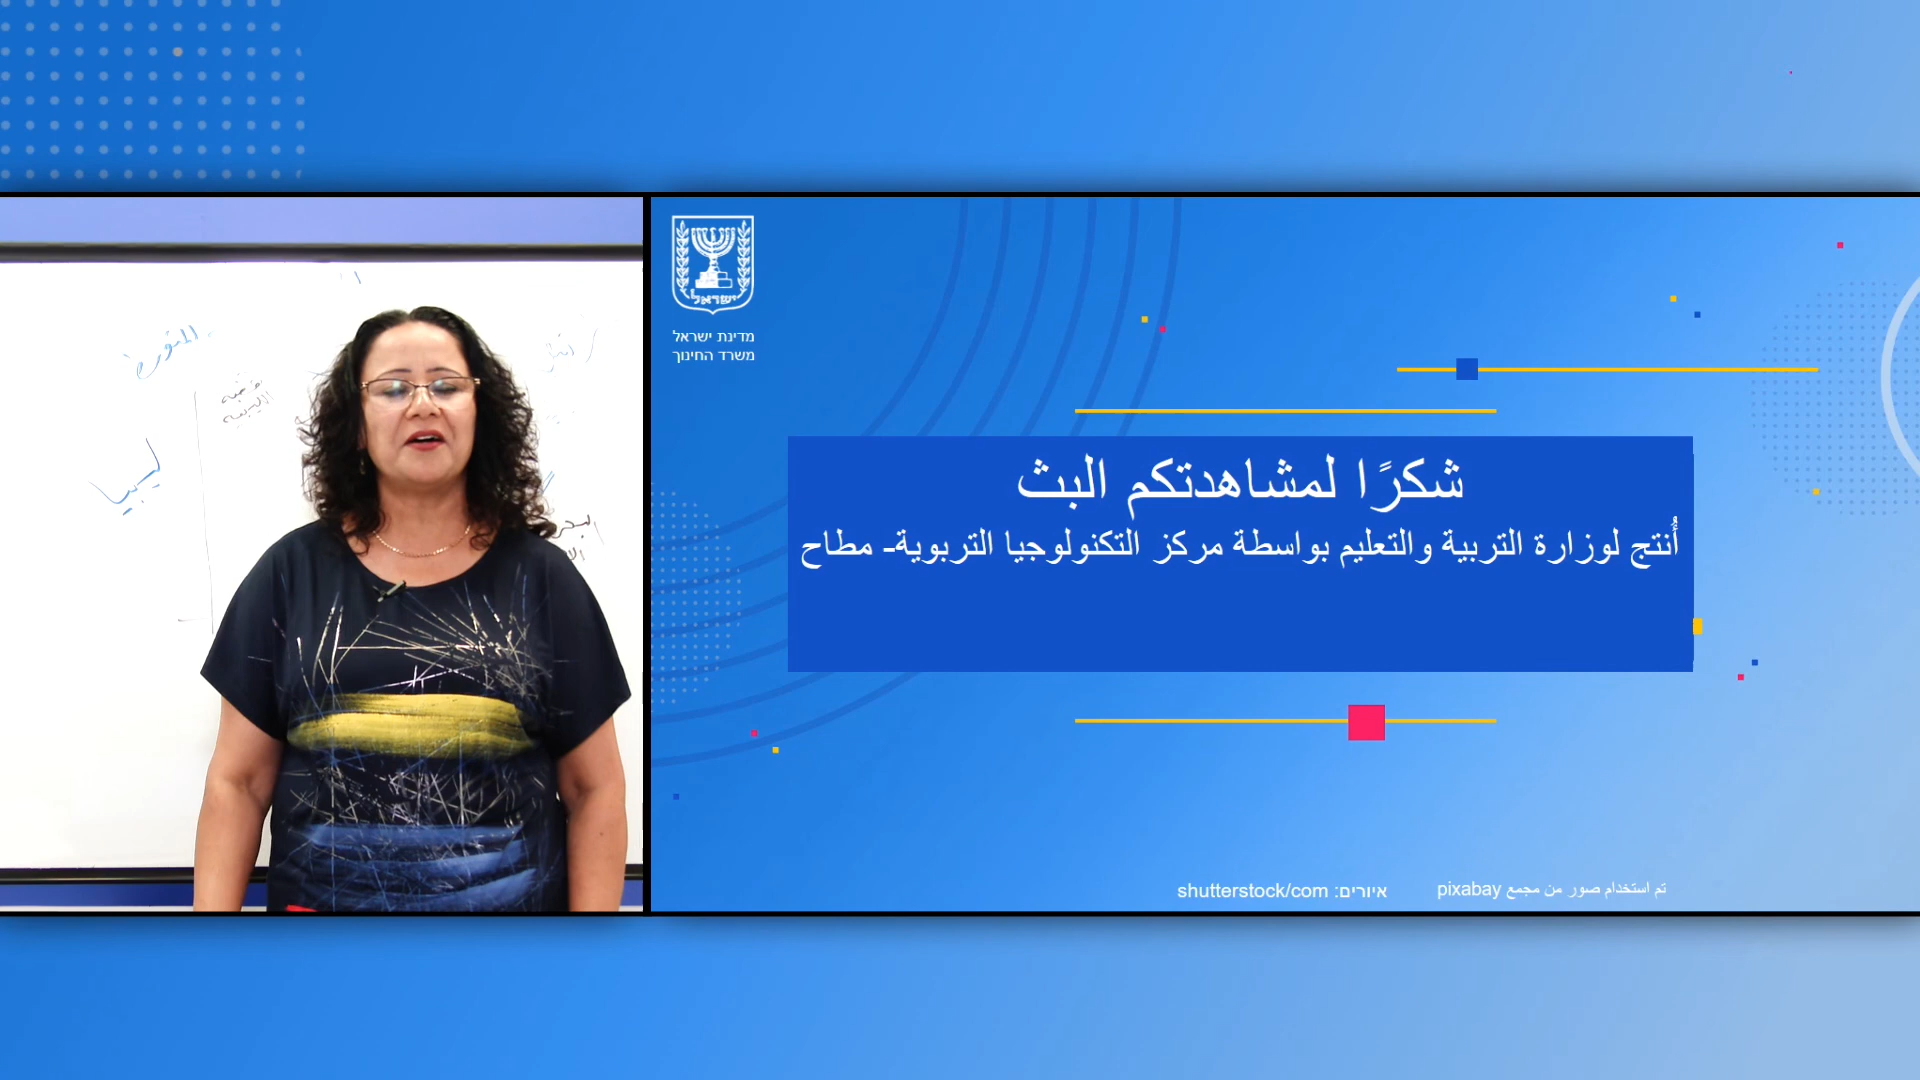 ישראל
מדינת ישראל
משרד החינוך
شكرًا لمشاهدتكم البث
أُنتج لوزارة التربية والتعليم بواسطة مركز التكنولوجيا التربوية- مطاح
تم استخدام صور من مجمع pixabay
איורים: shutterstock/com
ليبيا